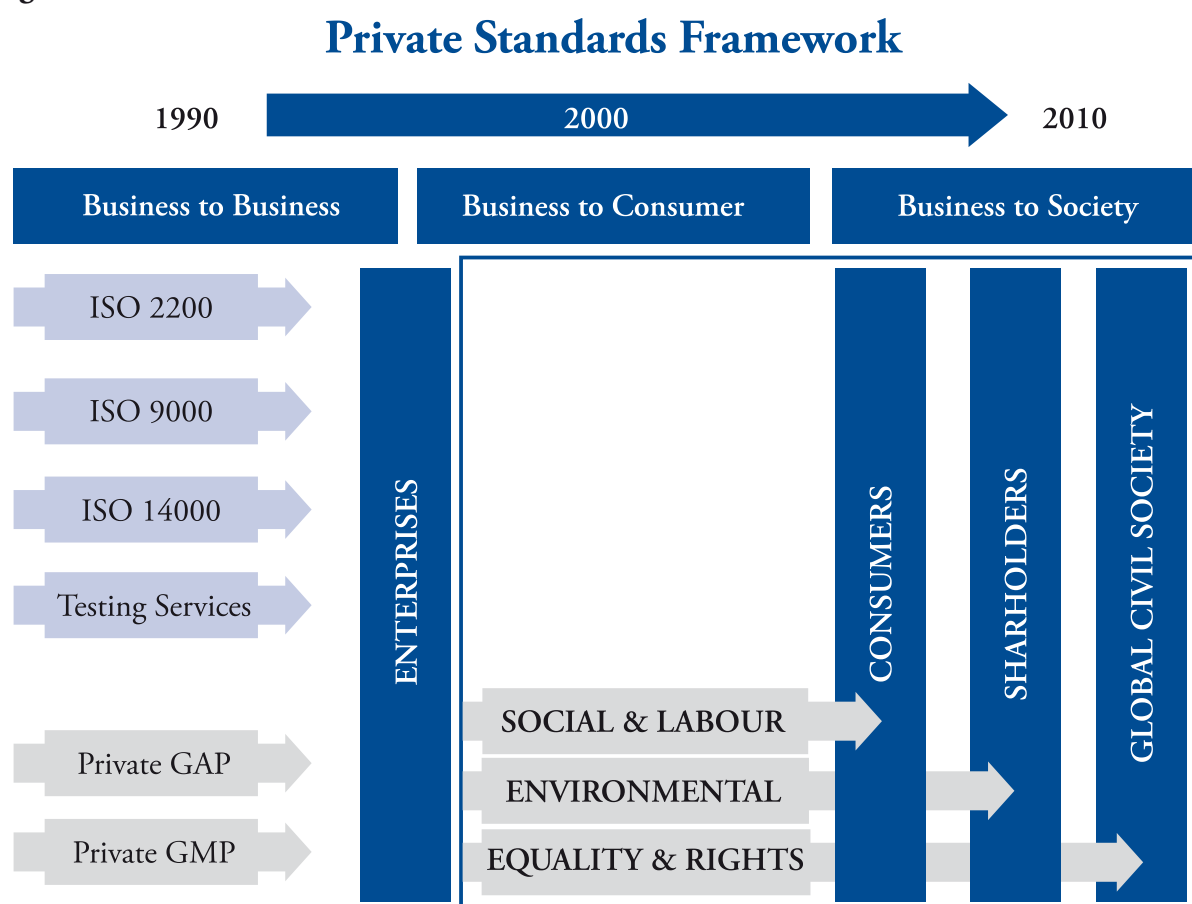 Private Standards Framework
1990
2000
2010
Business to Business
Business to Consumer
Business to Society
ISO 2200
ISO 9000
ISO 14000
Testing Services
Private GAP
Private GMP
ENTERPRISES
SOCIAL & LABOUR
ENVIRONMENTAL
EQUALITY & RIGHTS
CONSUMERS
SHARHOLDERS
GLOBAL CIVIL SOCIETY